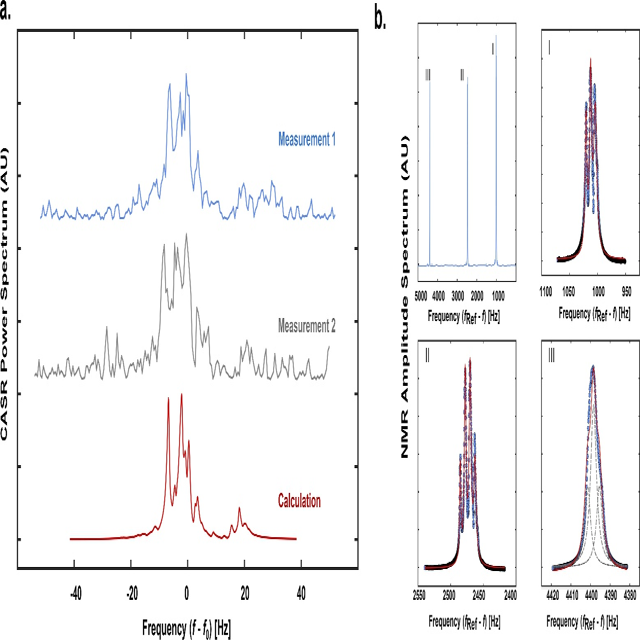 a.
b.
CASR Power Spectrum (AU)
Measurement 1
Measurement 2
Calculation
-40 -20 0 20 40
Frequency (f - f0) [Hz]
NMR Amplitude Spectrum (AU)
III II I
5000 4000 3000 2000 1000
Frequency (fRef - f) [Hz]
I
1100 1050 1000 950
Frequency (fRef - f) [Hz]
II
2550 2500 2450 2400
Frequency (fRef - f) [Hz]
III
4420 4410 4400 4390 4380
Frequency (fRef - f) [Hz]